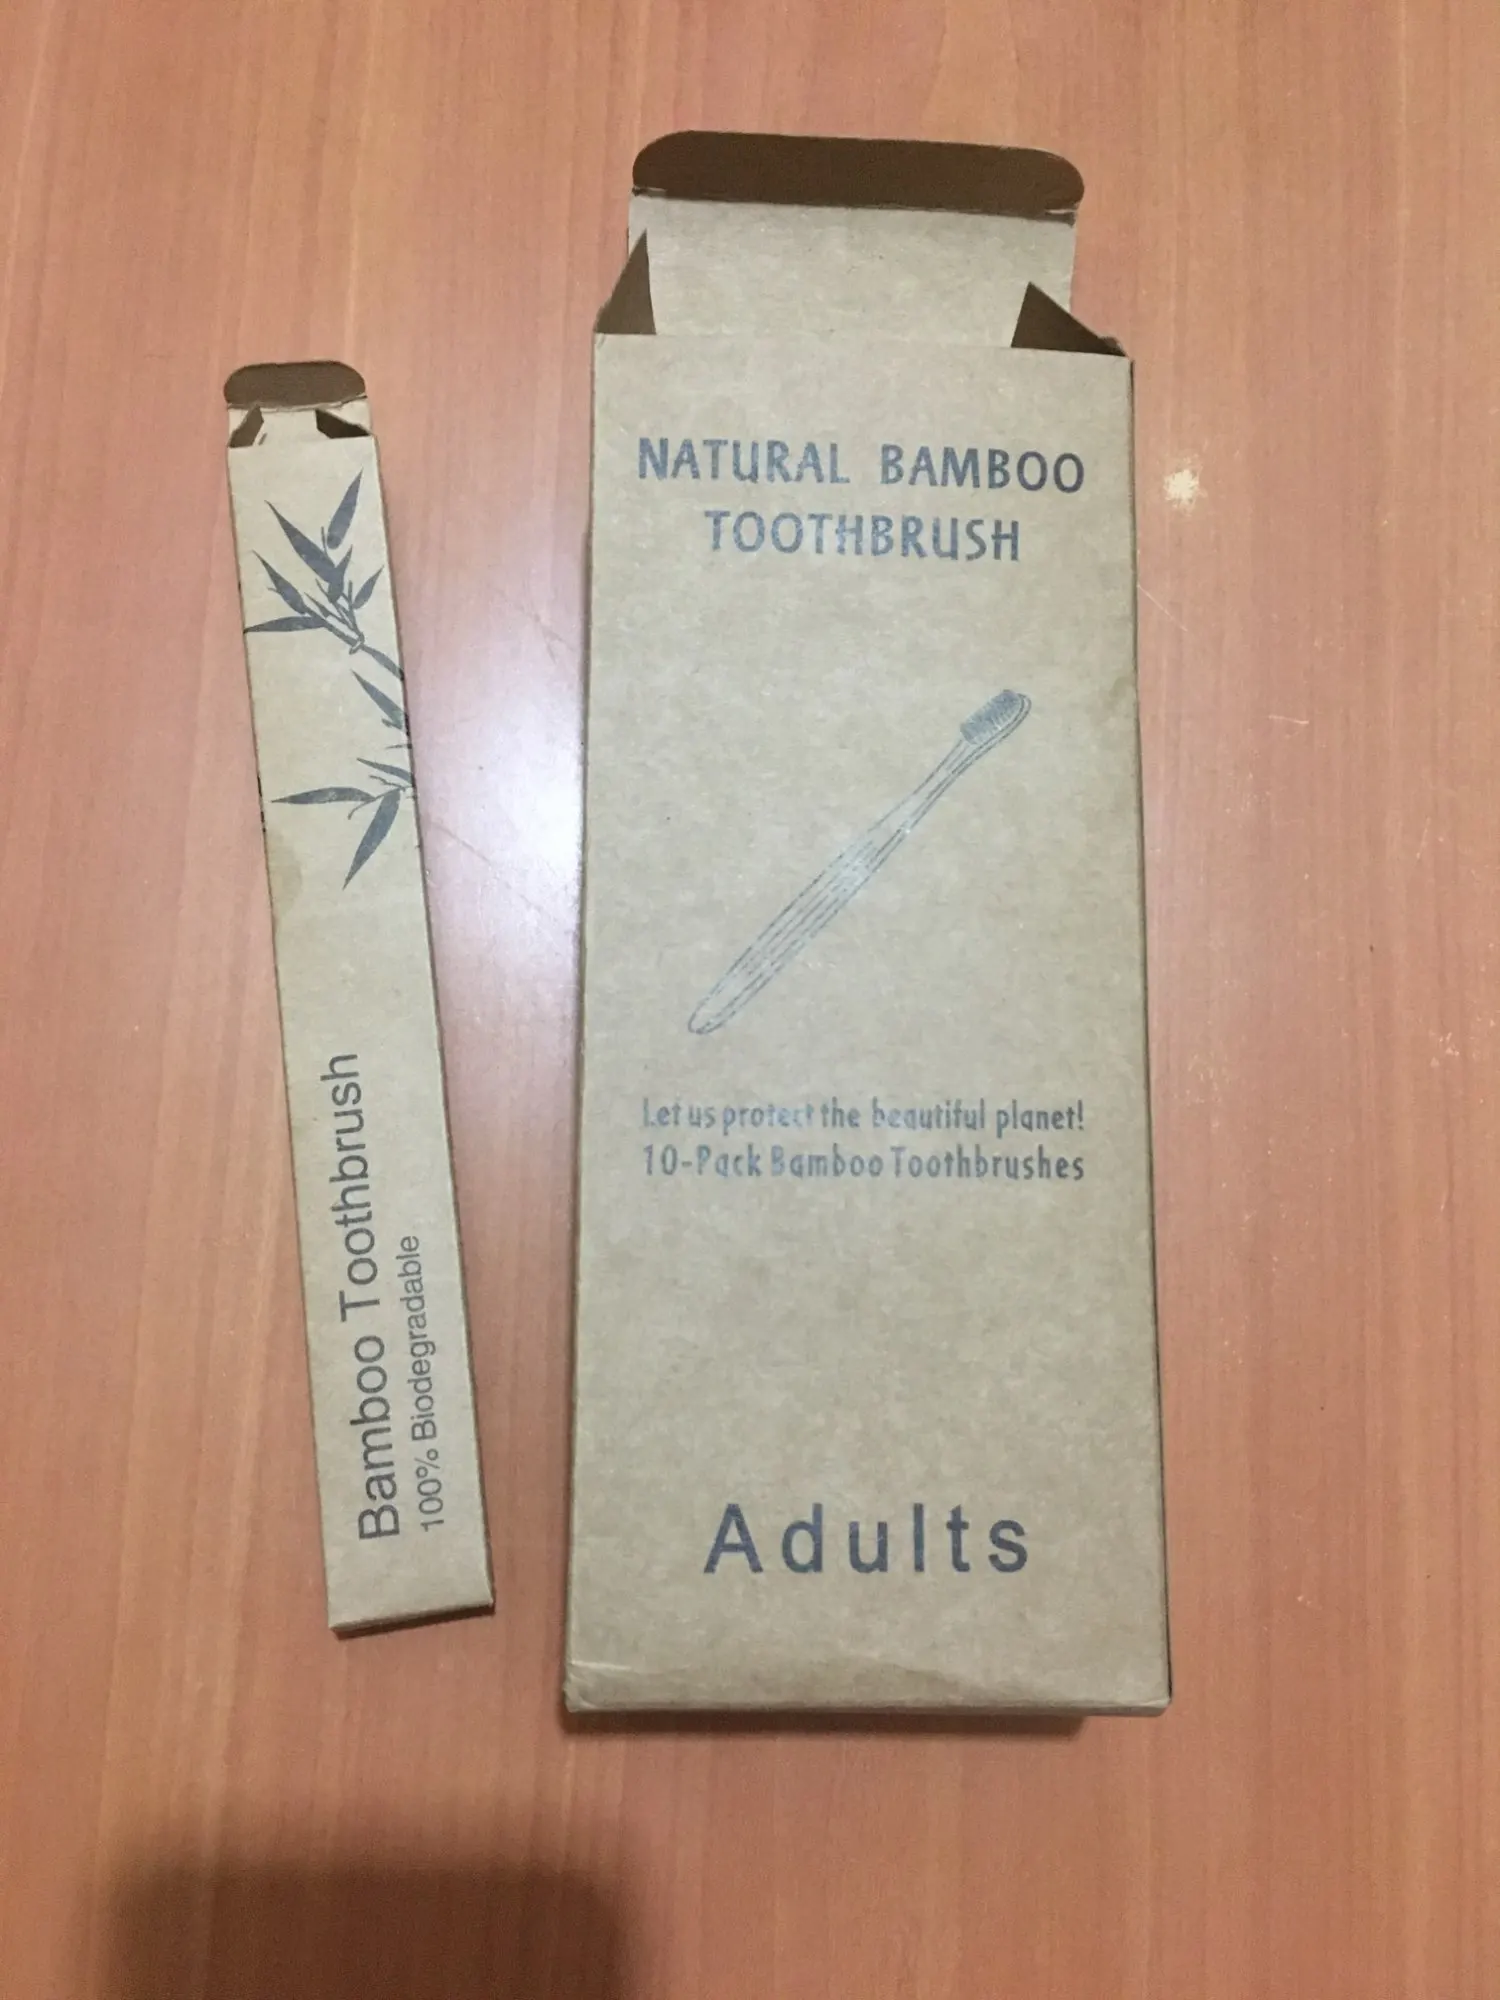 Bamboo Toothbrush
100% Biodegradable
NATURAL BAMBOO
TOOTHBRUSH
Let us protect the beautiful planet!
10-Pack Bamboo Toothbrushes
Adults